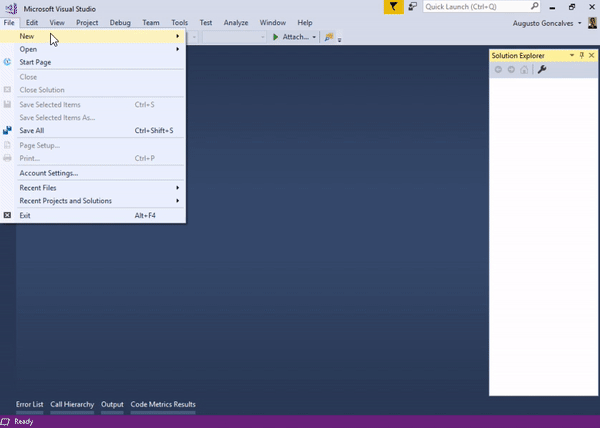 Microsoft Visual Studio
Quick Launch (Ctrl+Q)
File Edit View Project Debug Team Tools Test Analyze Window Help
Augusto Goncalves
Attach...
New
Open
Start Page
Close
Close Solution
Save Selected Items Ctrl+S
Save Selected Items As...
Save All Ctrl+Shift+S
Page Setup...
Print... Ctrl+P
Account Settings...
Recent Files
Recent Projects and Solutions
Exit Alt+F4
Solution Explorer
Error List Call Hierarchy Output Code Metrics Results
Ready